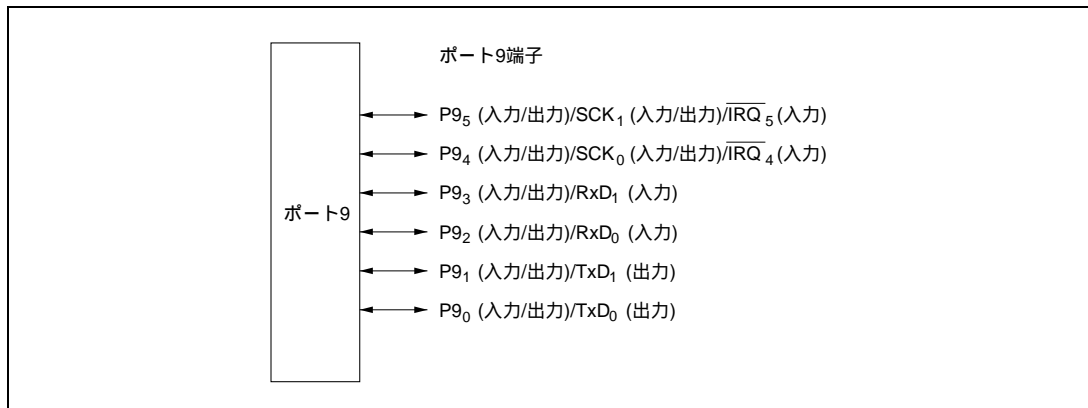 ポート9端子
P9₅ (入力/出力)/SCK₁ (入力/出力)/I̅R̅Q̅₅ (入力)
P9₄ (入力/出力)/SCK₀ (入力/出力)/I̅R̅Q̅₄ (入力)
P9₃ (入力/出力)/RxD₁ (入力)
ポート9
P9₂ (入力/出力)/RxD₀ (入力)
P9₁ (入力/出力)/TxD₁ (出力)
P9₀ (入力/出力)/TxD₀ (出力)